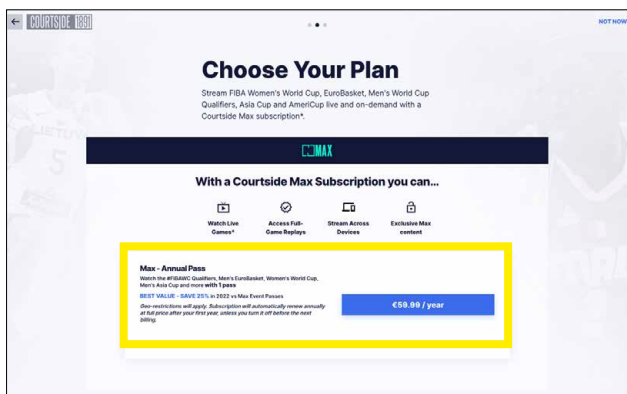 ← COURTSIDE 1891
NOT NOW
Choose Your Plan
Stream FIBA Women's World Cup, EuroBasket, Men's World Cup
Qualifiers, Asia Cup and AmeriCup live and on-demand with a
Courtside Max subscription*.
MAX
With a Courtside Max Subscription you can...
Watch Live
Games*
Access Full-
Game Replays
Stream Across
Devices
Exclusive Max
content
Max - Annual Pass
Watch the #FIBAWC Qualifiers, Men's EuroBasket, Women's World Cup,
Men's Asia Cup and more with 1 pass
BEST VALUE - SAVE 25% in 2022 vs Max Event Passes
Geo-restrictions will apply. Subscription will automatically renew annually
at full price after your first year, unless you turn it off before the next
billing.
€59.99 / year